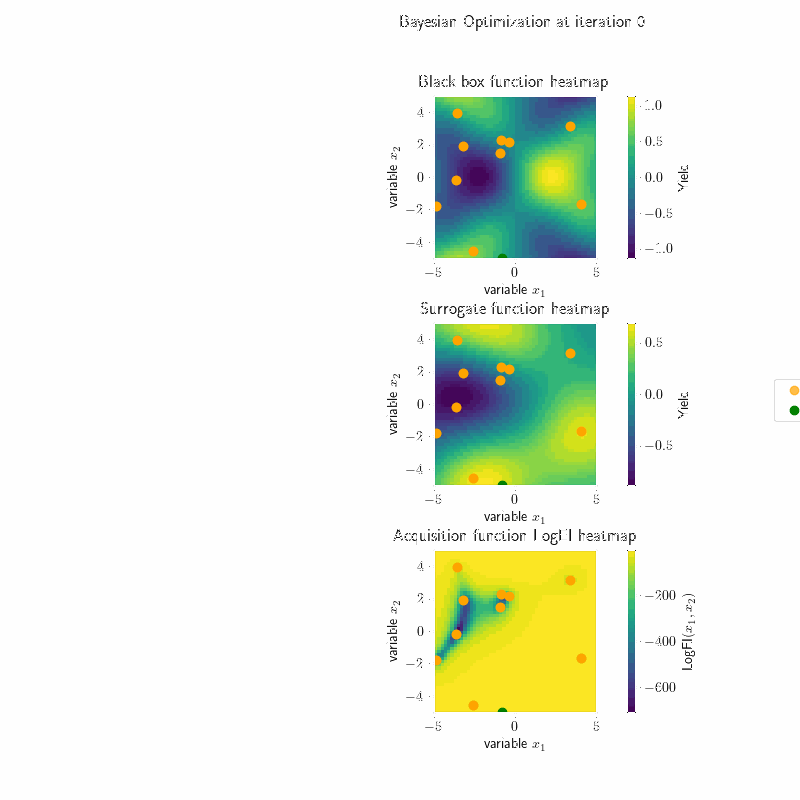 Bayesian Optimization at iteration 0
Black box function heatmap
4
2
0
−2
−4
variable x₂
−5
0
5
variable x₁
1.0
0.5
0.0
−0.5
−1.0
Yield
Surrogate function heatmap
4
2
0
−2
−4
variable x₂
−5
0
5
variable x₁
0.5
0.0
−0.5
Yield
Acquisition function LogEI heatmap
4
2
0
−2
−4
variable x₂
−5
0
5
variable x₁
−200
−400
−600
LogEI(x₁, x₂)